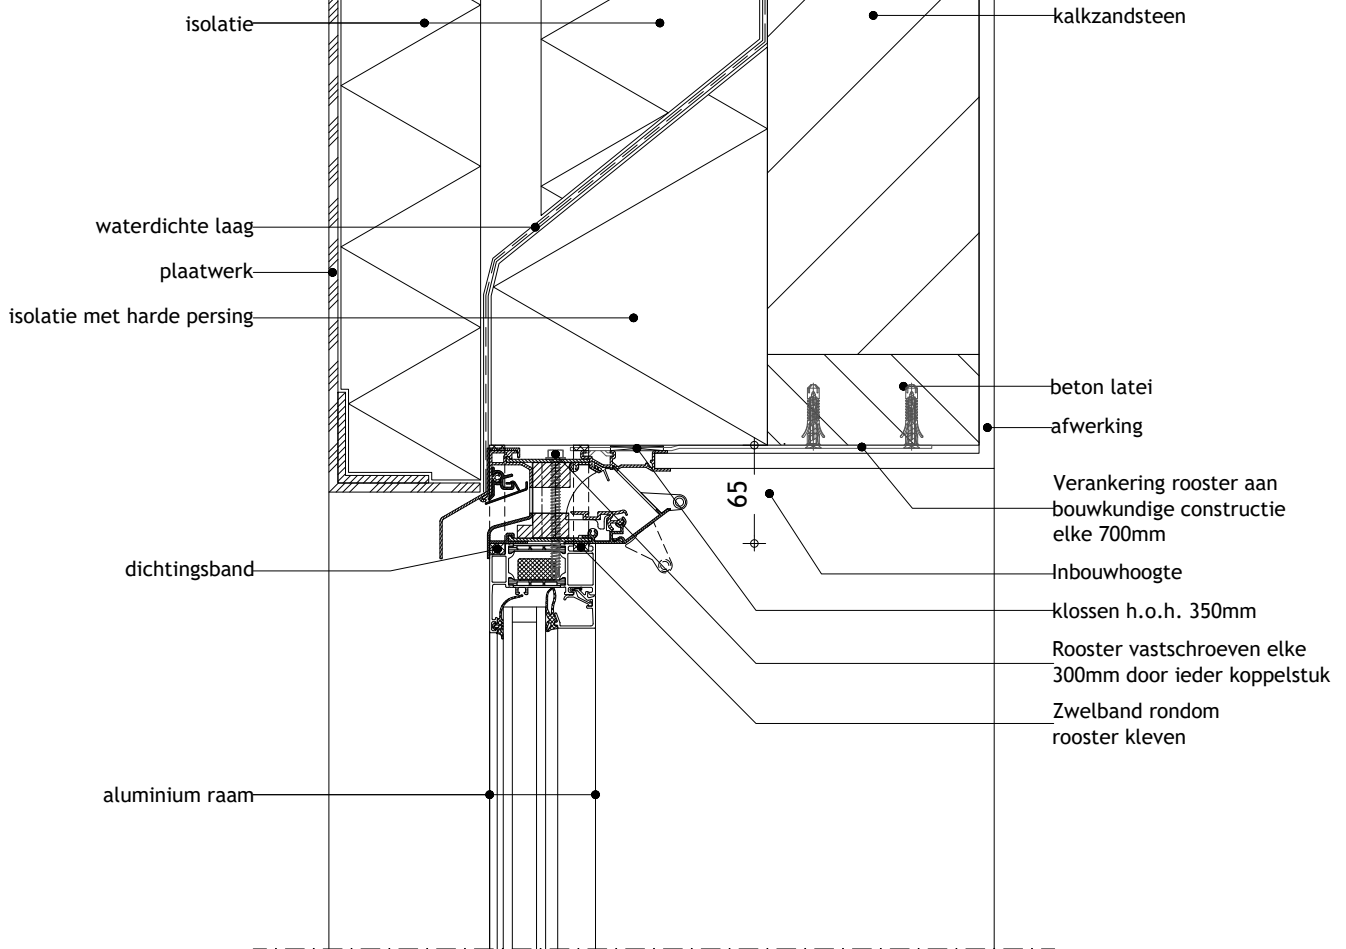 isolatie
waterdichte laag
plaatwerk
isolatie met harde persing
dichtingsband
aluminium raam
65
kalkzandsteen
beton latei
afwerking
Verankering rooster aan
bouwkundige constructie
elke 700mm
Inbouwhoogte
klossen h.o.h. 350mm
Rooster vastschroeven elke
300mm door ieder koppelstuk
Zwelband rondom
rooster kleven